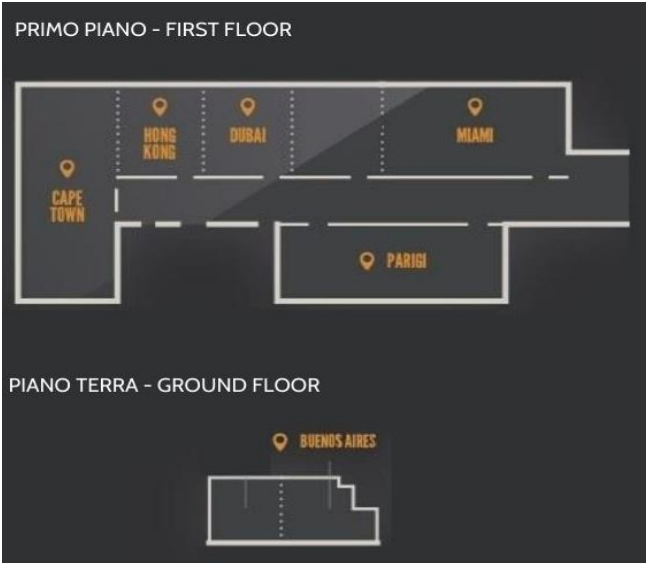 PRIMO PIANO - FIRST FLOOR
HONG
KONG
DUBAI
MIAMI
CAPE
TOWN
PARIGI
PIANO TERRA - GROUND FLOOR
BUENOS AIRES